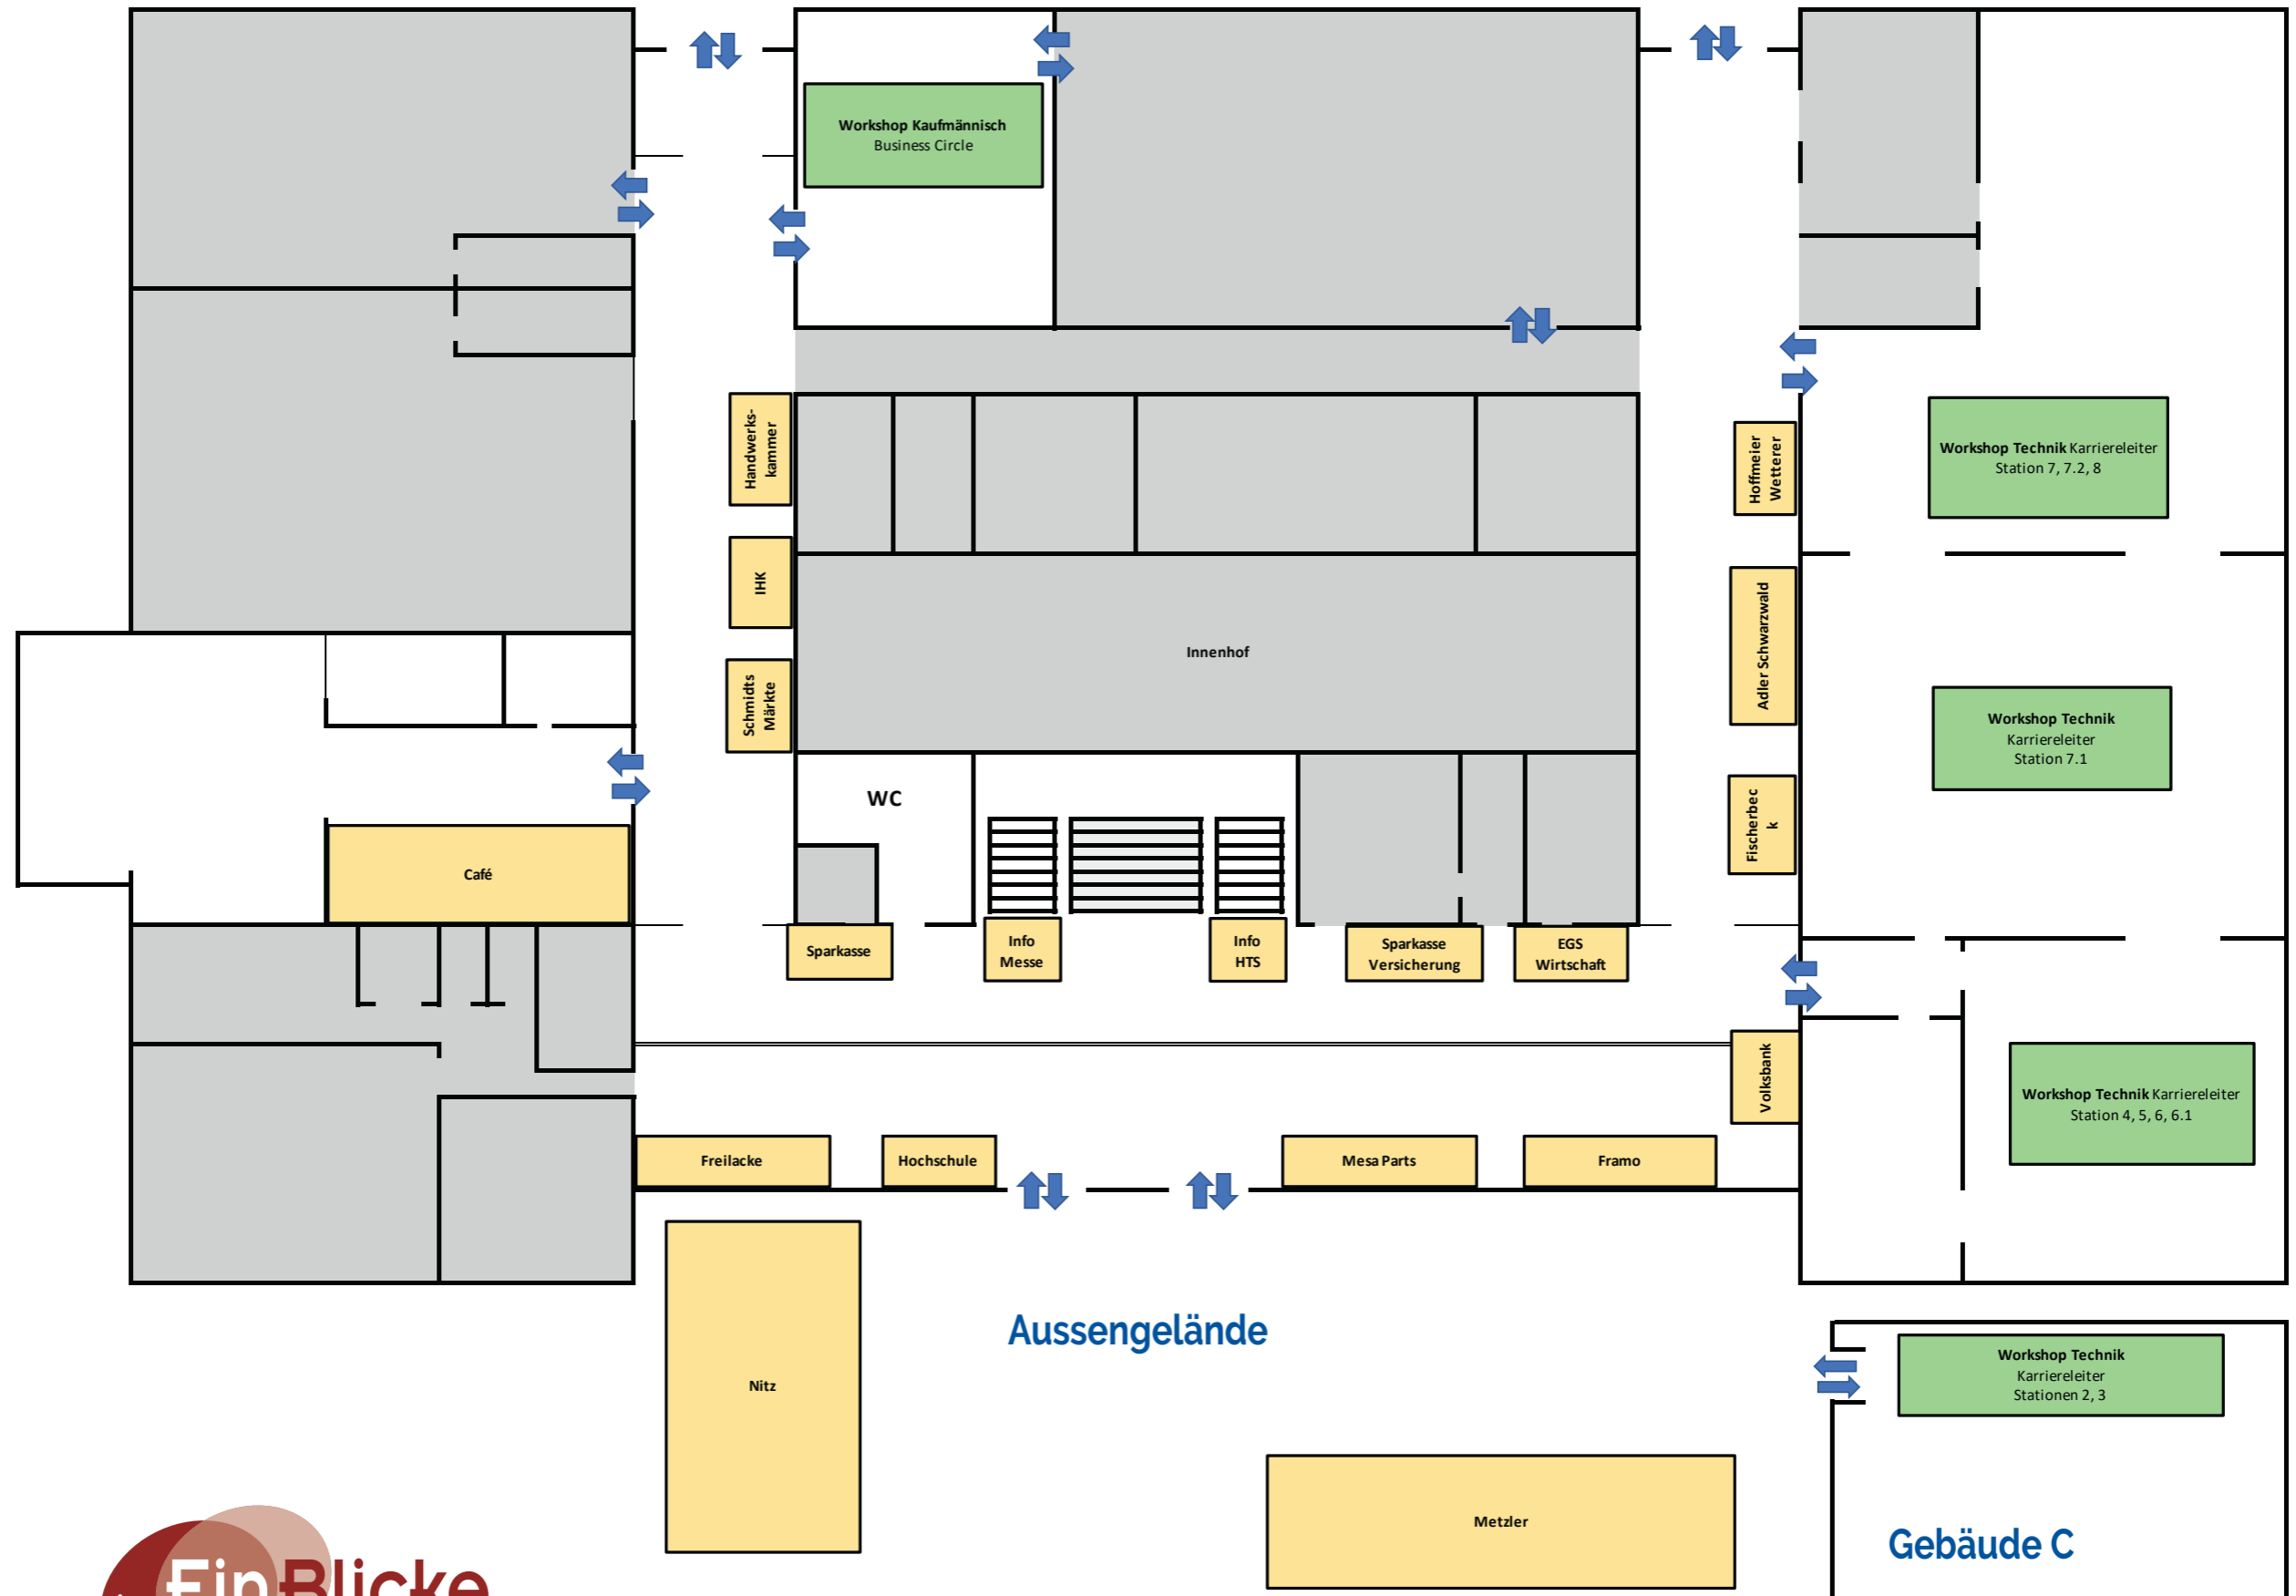 Workshop Kaufmännisch
Business Circle
Handwerks-
kammer
Hoffmeier
Wetterer
Workshop Technik Karriereleiter
Station 7, 7.2, 8
IHK
Adler Schwarzwald
Innenhof
Schmidts
Märkte
Workshop Technik
Karriereleiter
Station 7.1
WC
Fischerbec
k
Café
Sparkasse
Info
Messe
Info
HTS
Sparkasse
Versicherung
EGS
Wirtschaft
Volksbank
Workshop Technik Karriereleiter
Station 4, 5, 6, 6.1
Freilacke
Hochschule
Mesa Parts
Framo
Aussengelände
Workshop Technik
Karriereleiter
Stationen 2, 3
Nitz
Metzler
Gebäude C
EinBlicke